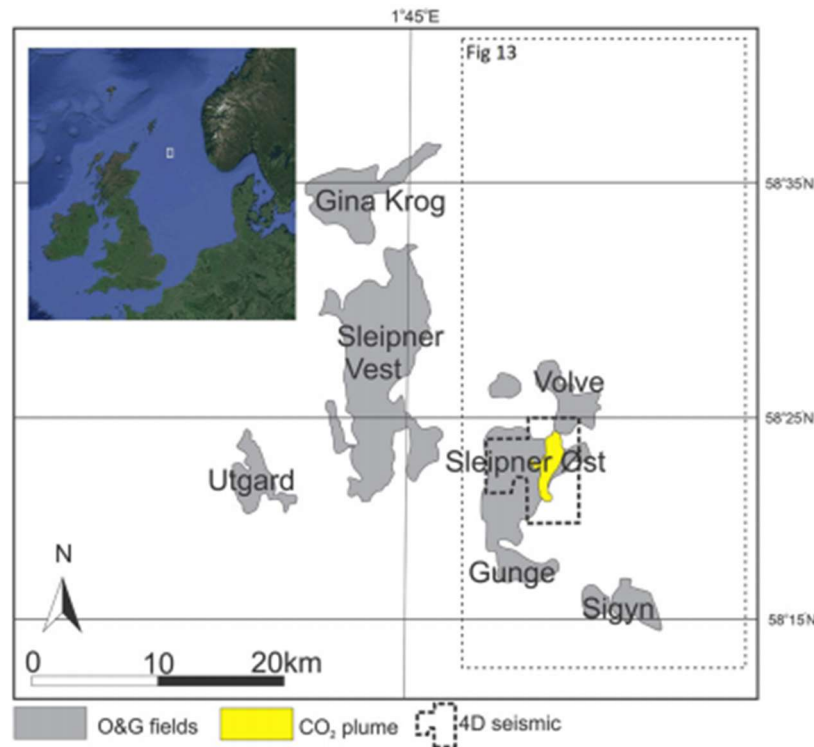 1°45'E
Fig 13
58°35'N
Gina Krog
Sleipner
Vest
Volve
58°25'N
Sleipner Øst
Utgard
Gunge
Sigyn
58°15'N
N
0 10 20km
O&G fields CO₂ plume 4D seismic